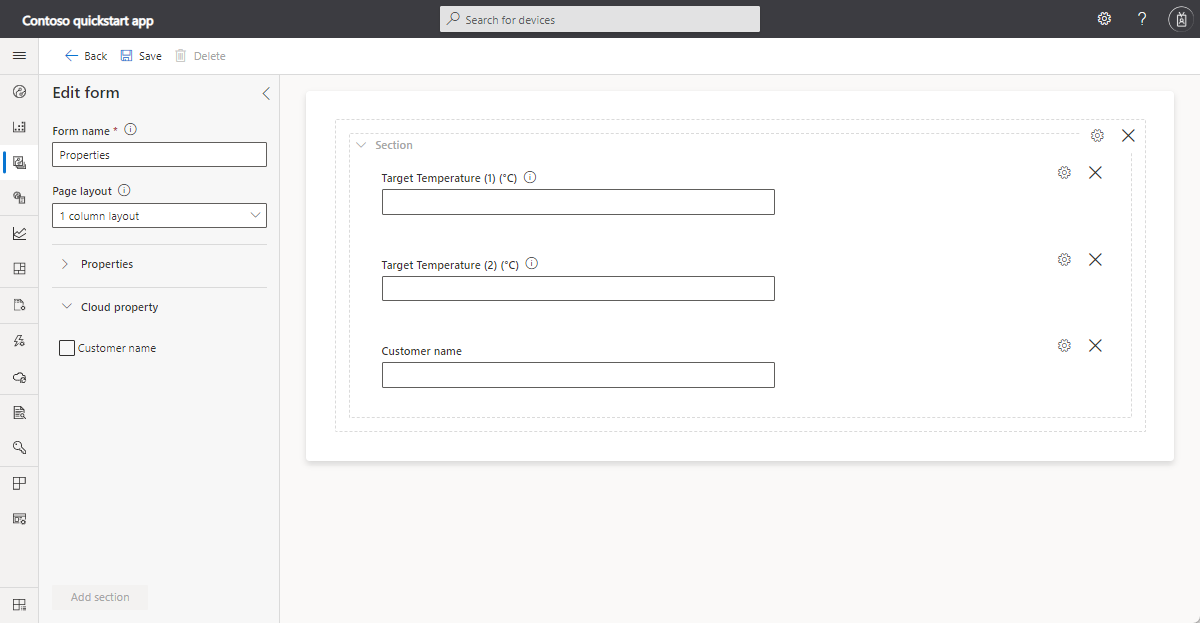 Contoso quickstart app
Search for devices
?
Back
Save
Delete
Edit form
Form name *
Properties
Page layout
1 column layout
Properties
Cloud property
Customer name
Add section
Section
Target Temperature (1) (°C)
Target Temperature (2) (°C)
Customer name